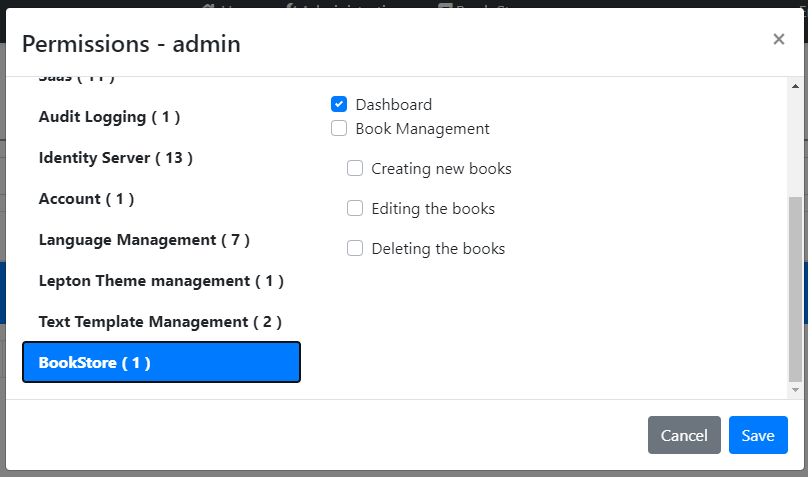 Permissions - admin
×
Saas ( 11 )
Audit Logging ( 1 )
Identity Server ( 13 )
Account ( 1 )
Language Management ( 7 )
Lepton Theme management ( 1 )
Text Template Management ( 2 )
BookStore ( 1 )
Dashboard
Book Management
Creating new books
Editing the books
Deleting the books
Cancel
Save